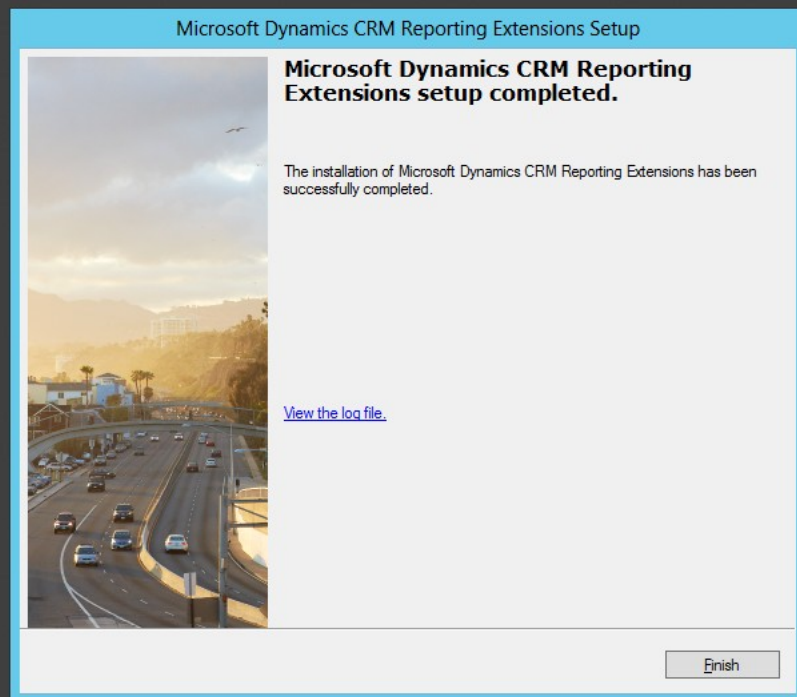 Microsoft Dynamics CRM Reporting Extensions Setup
Microsoft Dynamics CRM Reporting
Extensions setup completed.
The installation of Microsoft Dynamics CRM Reporting Extensions has been
successfully completed.
View the log file.
Finish